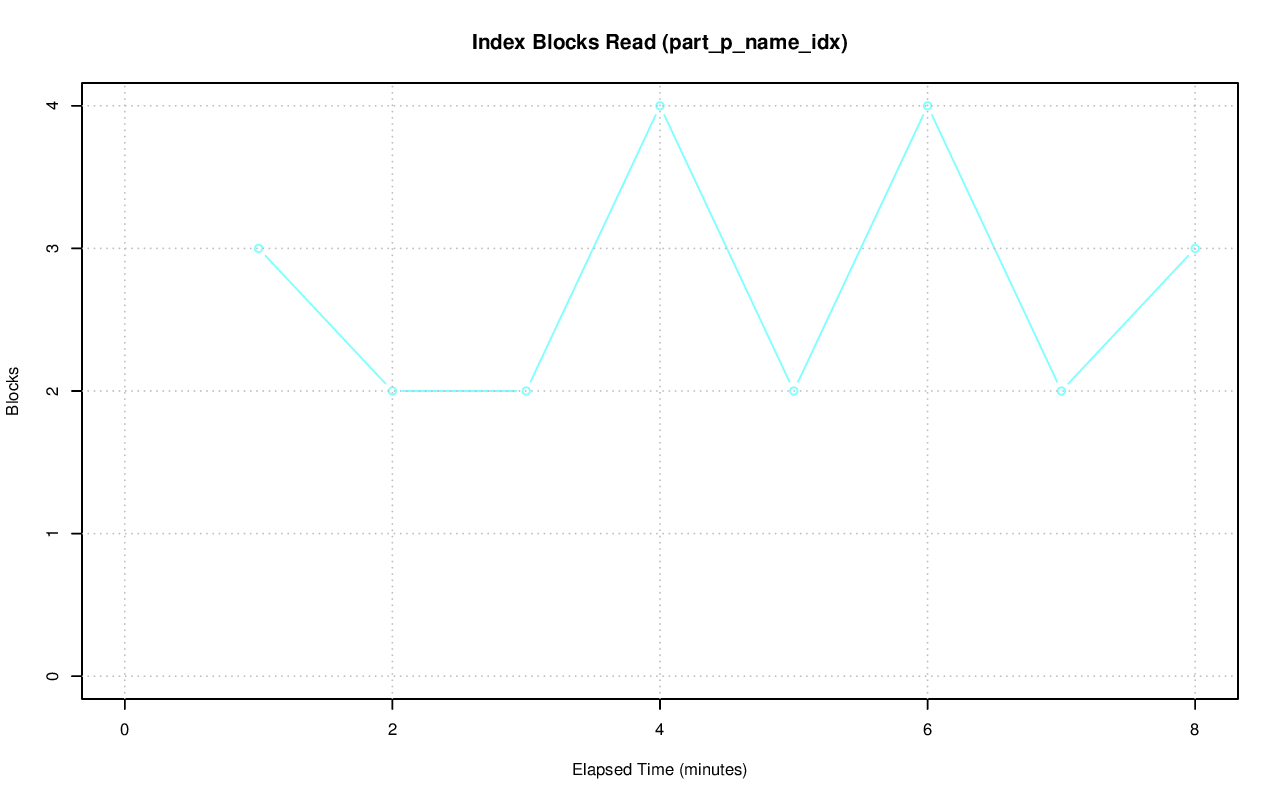 Index Blocks Read (part_p_name_idx)
Blocks
4
3
2
1
0
0 2 4 6 8
Elapsed Time (minutes)